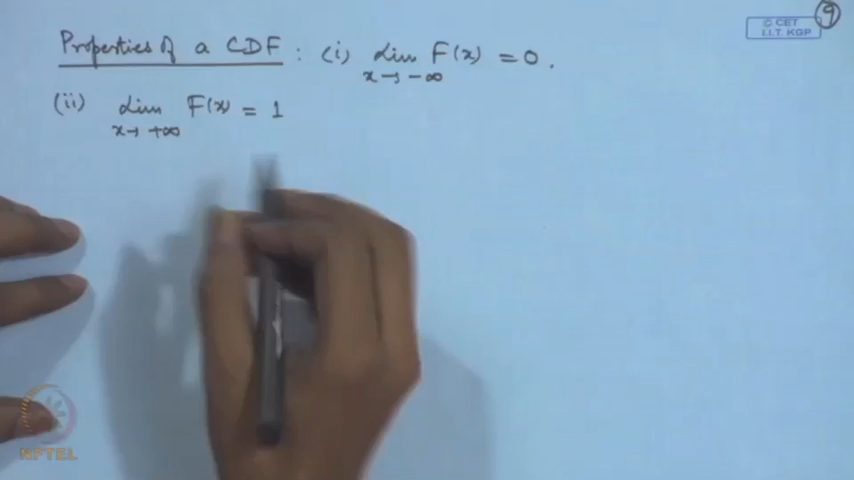 Properties of a CDF : (i) lim F(x) = 0 .
x→ -∞
(ii) lim F(x) = 1
x→ +∞
© CET
I.I.T. KGP
9
NPTEL